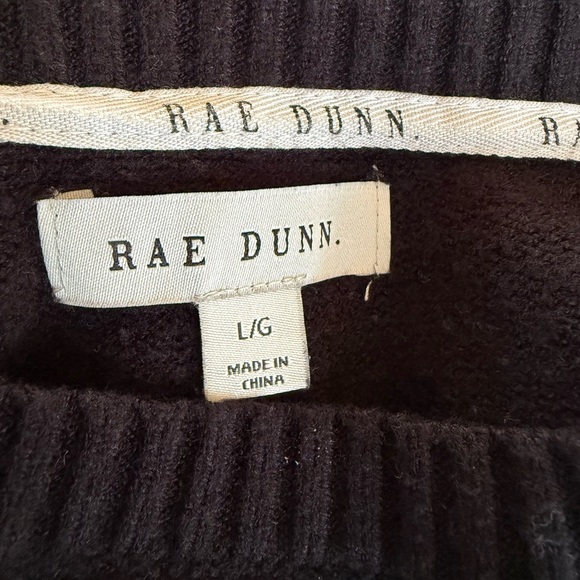 RAE DUNN.
RAE DUNN.
L/G
MADE IN
CHINA